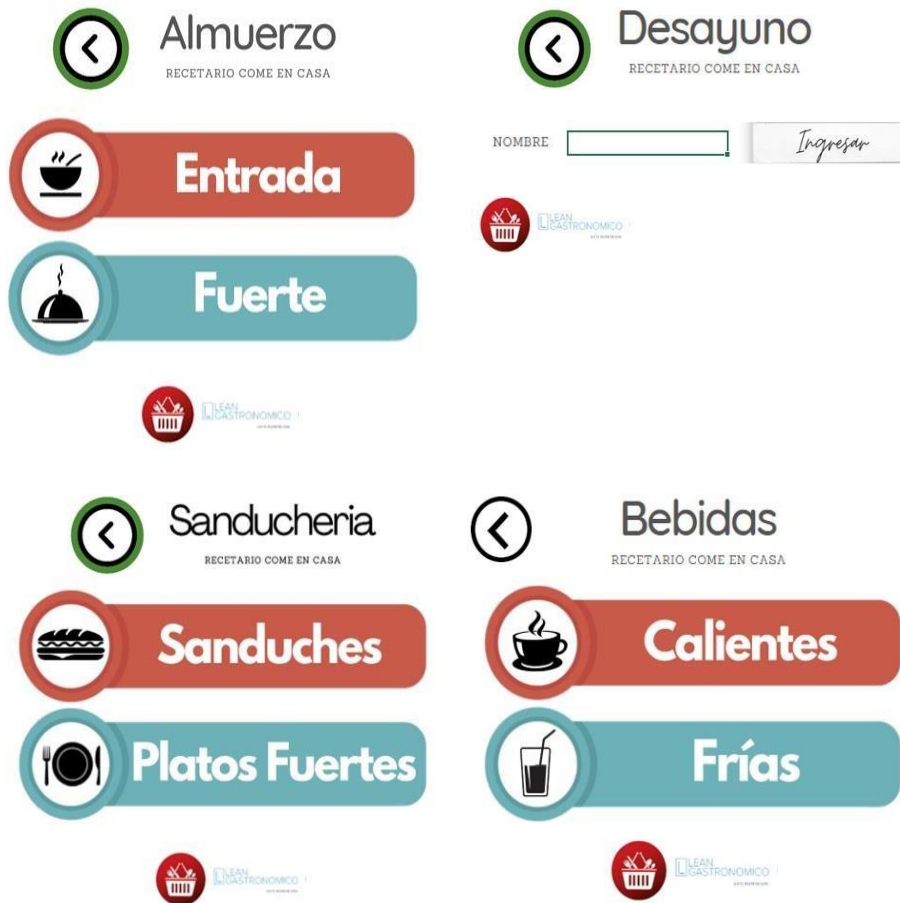 Almuerzo
RECETARIO COME EN CASA
Entrada
Fuerte
LEAN
GASTRONOMICO
Desayuno
RECETARIO COME EN CASA
NOMBRE
Ingresar
LEAN
GASTRONOMICO
Sanducheria
RECETARIO COME EN CASA
Sanduches
Platos Fuertes
LEAN
GASTRONOMICO
Bebidas
RECETARIO COME EN CASA
Calientes
Frías
LEAN
GASTRONOMICO